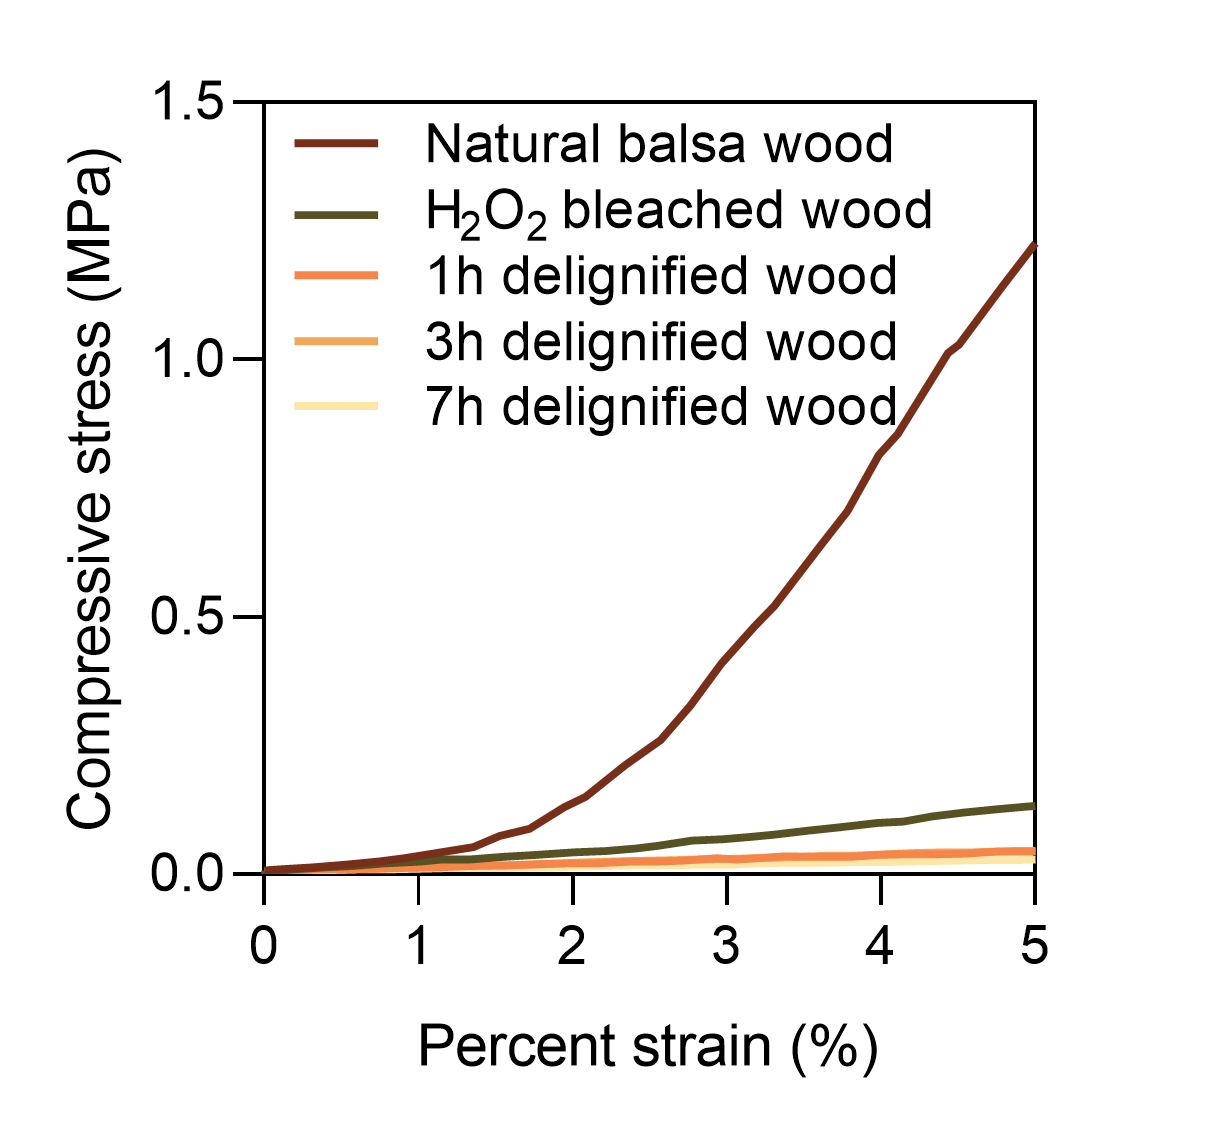 1.5
1.0
0.5
0.0
Compressive stress (MPa)
Natural balsa wood
H₂O₂ bleached wood
1h delignified wood
3h delignified wood
7h delignified wood
0 1 2 3 4 5
Percent strain (%)